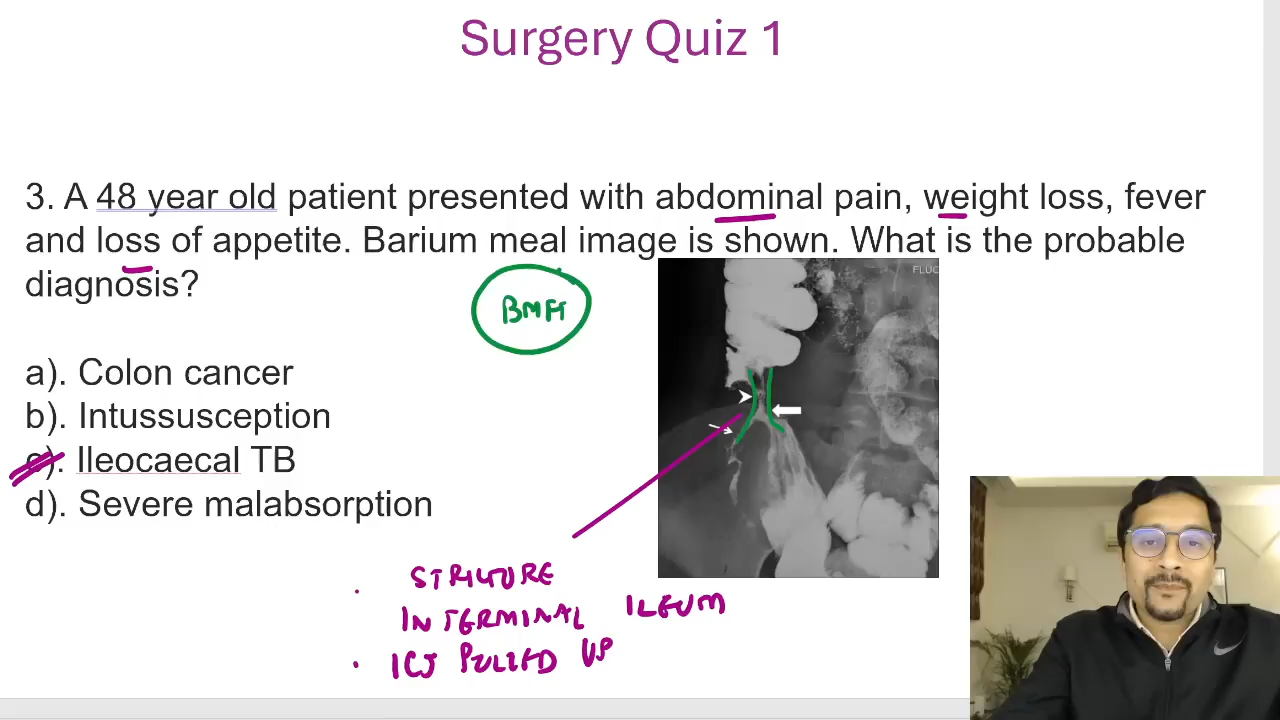 Surgery Quiz 1
3. A 48 year old patient presented with abdominal pain, weight loss, fever
and loss of appetite. Barium meal image is shown. What is the probable
diagnosis?
FLUC
BMFT
a). Colon cancer
b). Intussusception
c). Ileocaecal TB
d). Severe malabsorption
STRICTURE
IN TERMINAL ILEUM
ICJ PULLED UP